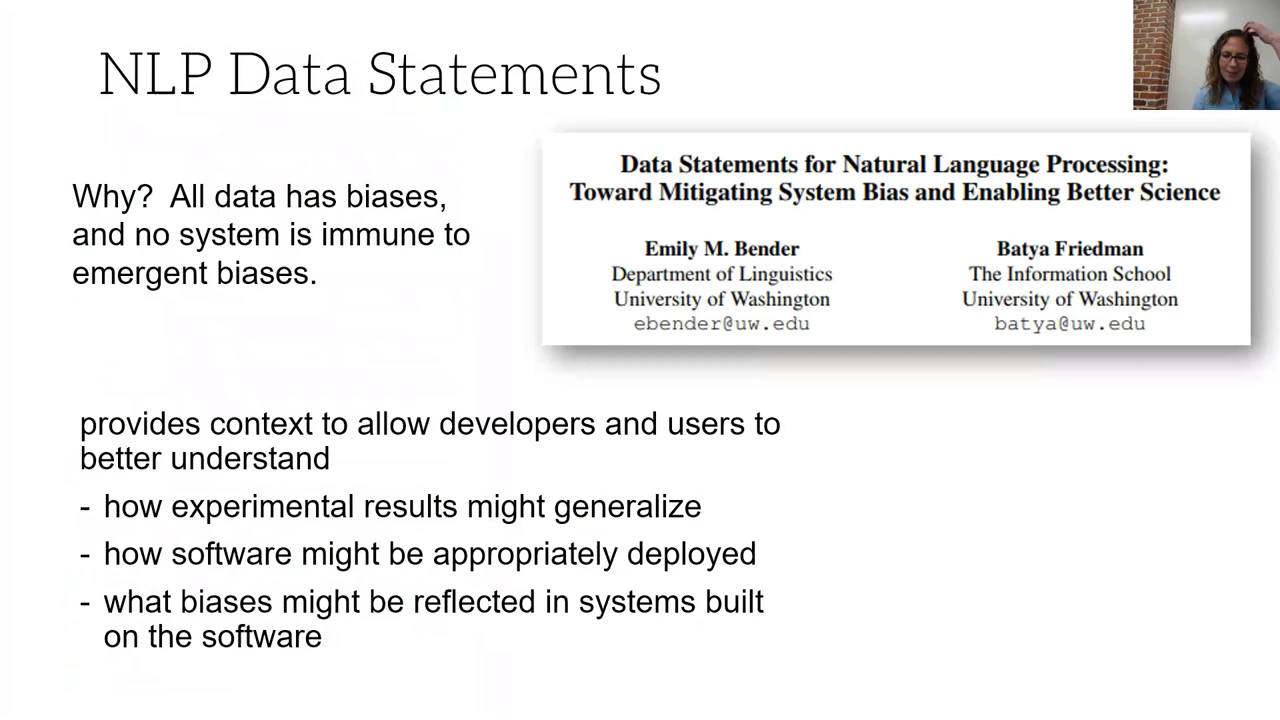 NLP Data Statements
Why?  All data has biases,
and no system is immune to
emergent biases.
Data Statements for Natural Language Processing:
Toward Mitigating System Bias and Enabling Better Science
Emily M. Bender
Department of Linguistics
University of Washington
ebender@uw.edu
Batya Friedman
The Information School
University of Washington
batya@uw.edu
provides context to allow developers and users to
better understand
- how experimental results might generalize
- how software might be appropriately deployed
- what biases might be reflected in systems built
on the software